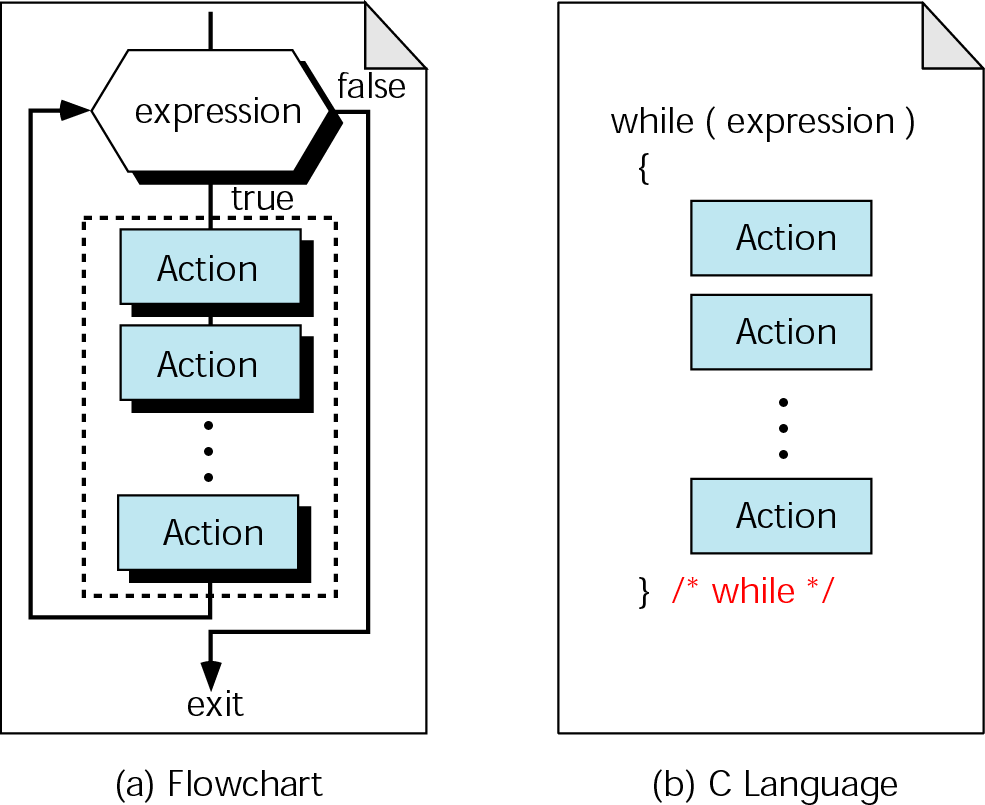 false
expression
true
Action
Action
Action
exit
(a) Flowchart
while ( expression )
{
Action
Action
Action
} /* while */
(b) C Language